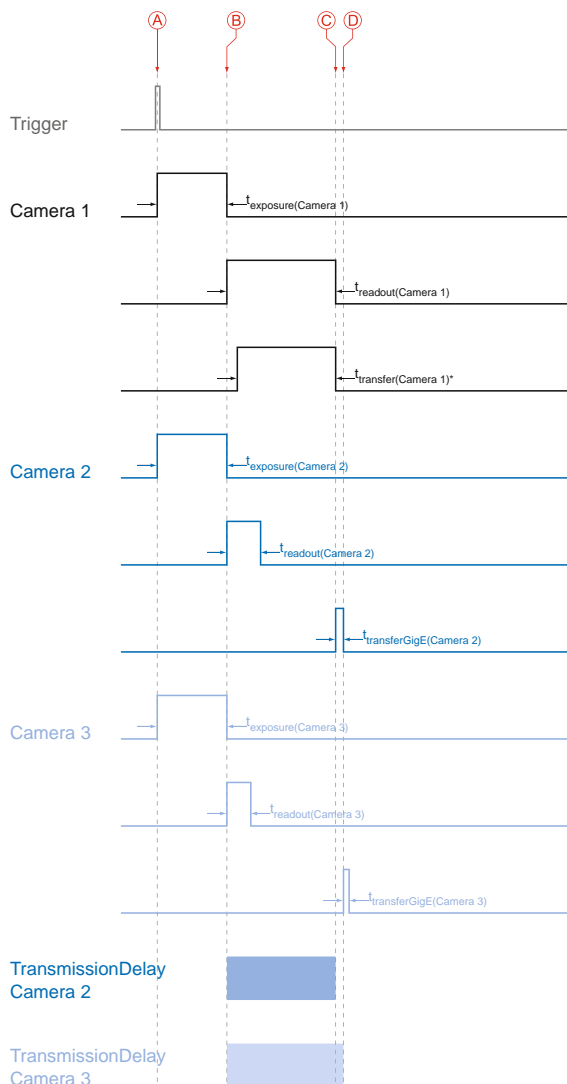 A B C D
Trigger
Camera 1
texposure(Camera 1)
treadout(Camera 1)
ttransfer(Camera 1)*
Camera 2
texposure(Camera 2)
treadout(Camera 2)
ttransferGigE(Camera 2)
Camera 3
texposure(Camera 3)
treadout(Camera 3)
ttransferGigE(Camera 3)
TransmissionDelay
Camera 2
TransmissionDelay
Camera 3